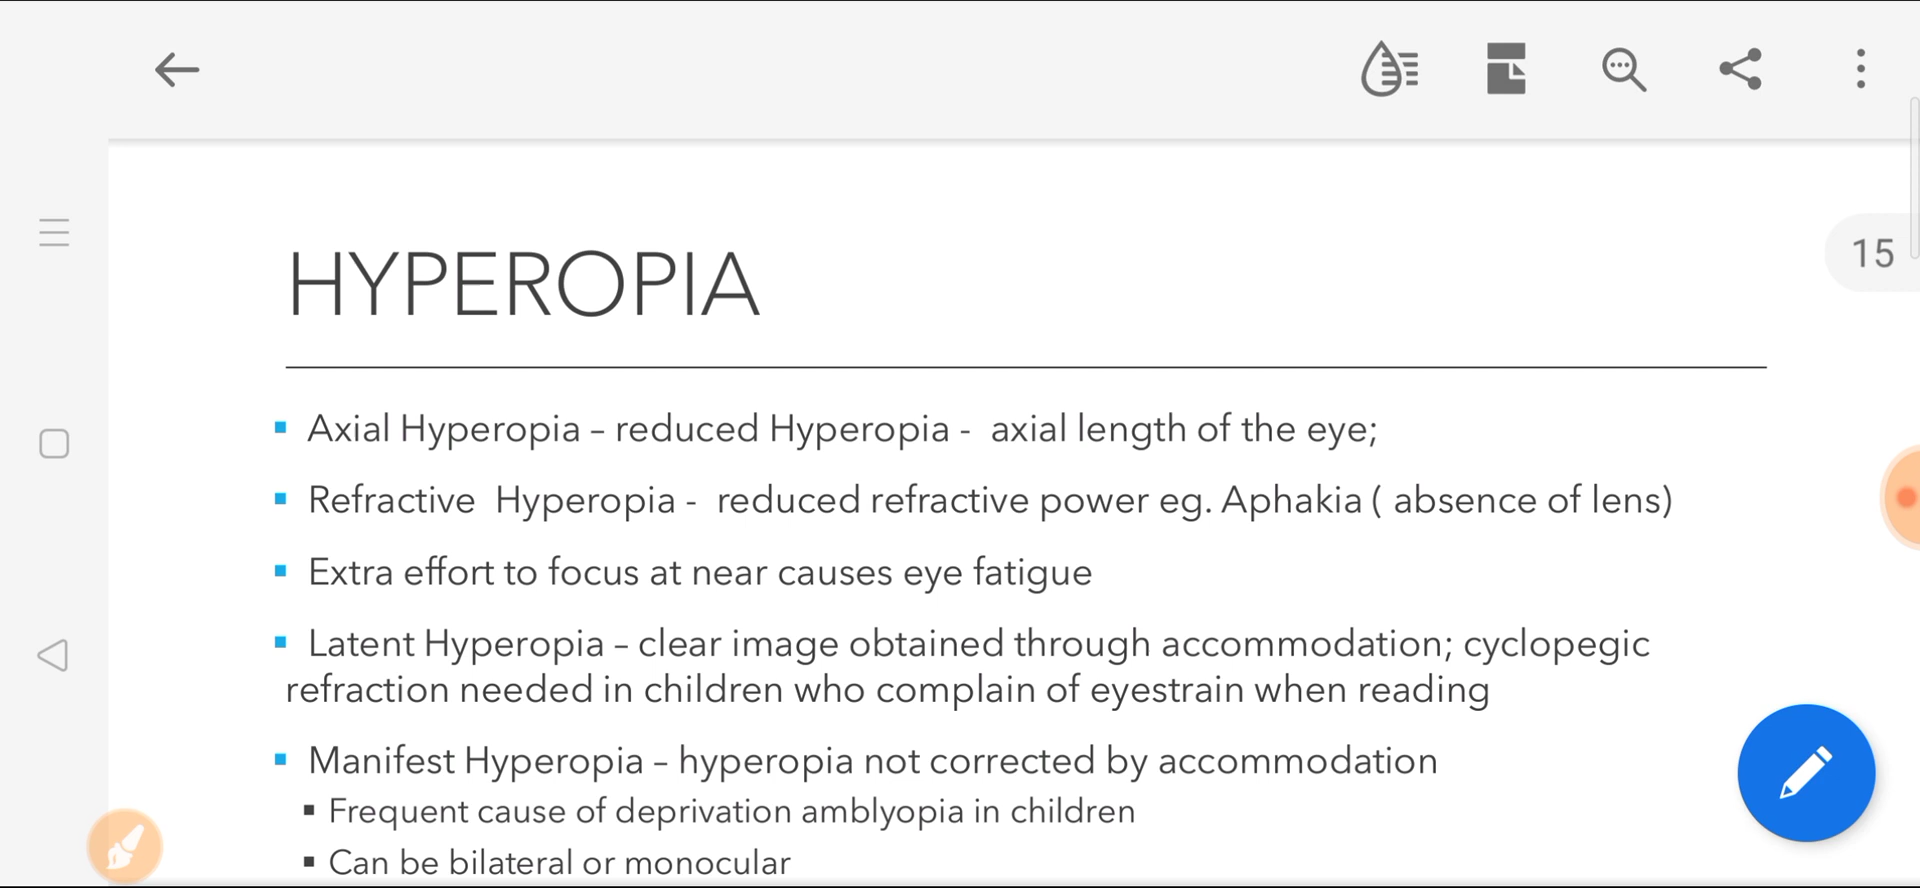 15
HYPEROPIA
Axial Hyperopia – reduced Hyperopia - axial length of the eye;
Refractive Hyperopia - reduced refractive power eg. Aphakia ( absence of lens)
Extra effort to focus at near causes eye fatigue
Latent Hyperopia – clear image obtained through accommodation; cyclopegic
refraction needed in children who complain of eyestrain when reading
Manifest Hyperopia – hyperopia not corrected by accommodation
Frequent cause of deprivation amblyopia in children
Can be bilateral or monocular